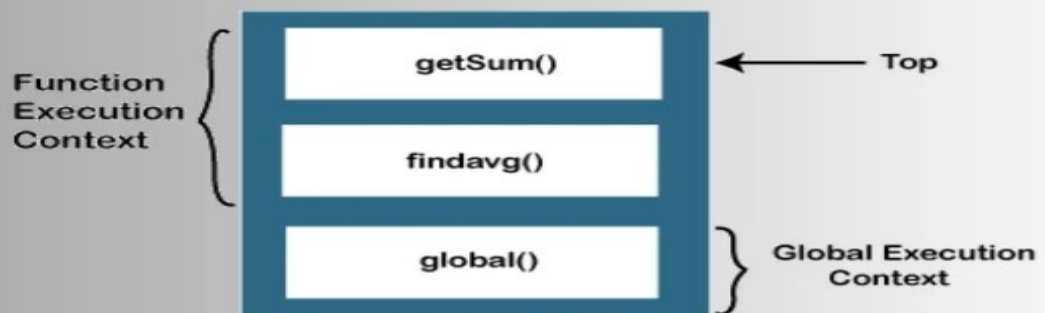 getSum()
Top
Function
Execution
Context
findavg()
global()
Global Execution
Context